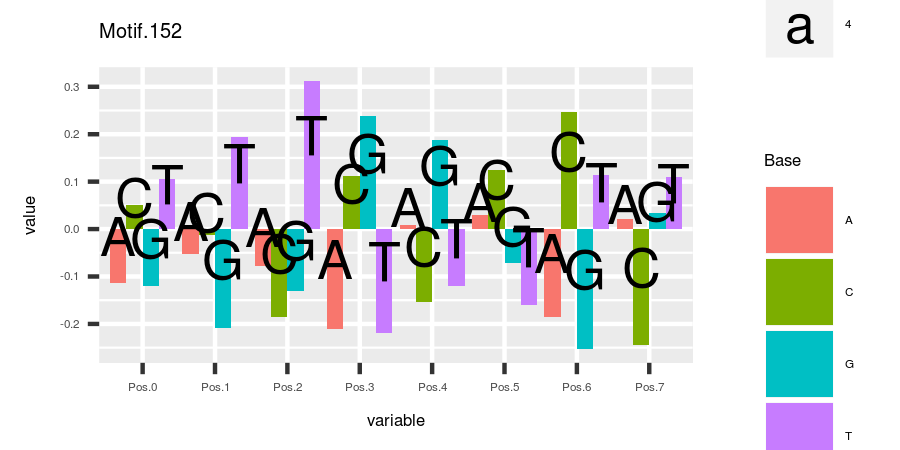 Motif.152
a 4
0.3
0.2
0.1
0.0
-0.1
-0.2
value
A C G T
A C G T
A C G T
A C G T
A C G T
A C G T
A C G T
A C G T
Pos.0 Pos.1 Pos.2 Pos.3 Pos.4 Pos.5 Pos.6 Pos.7
variable
Base
A
C
G
T